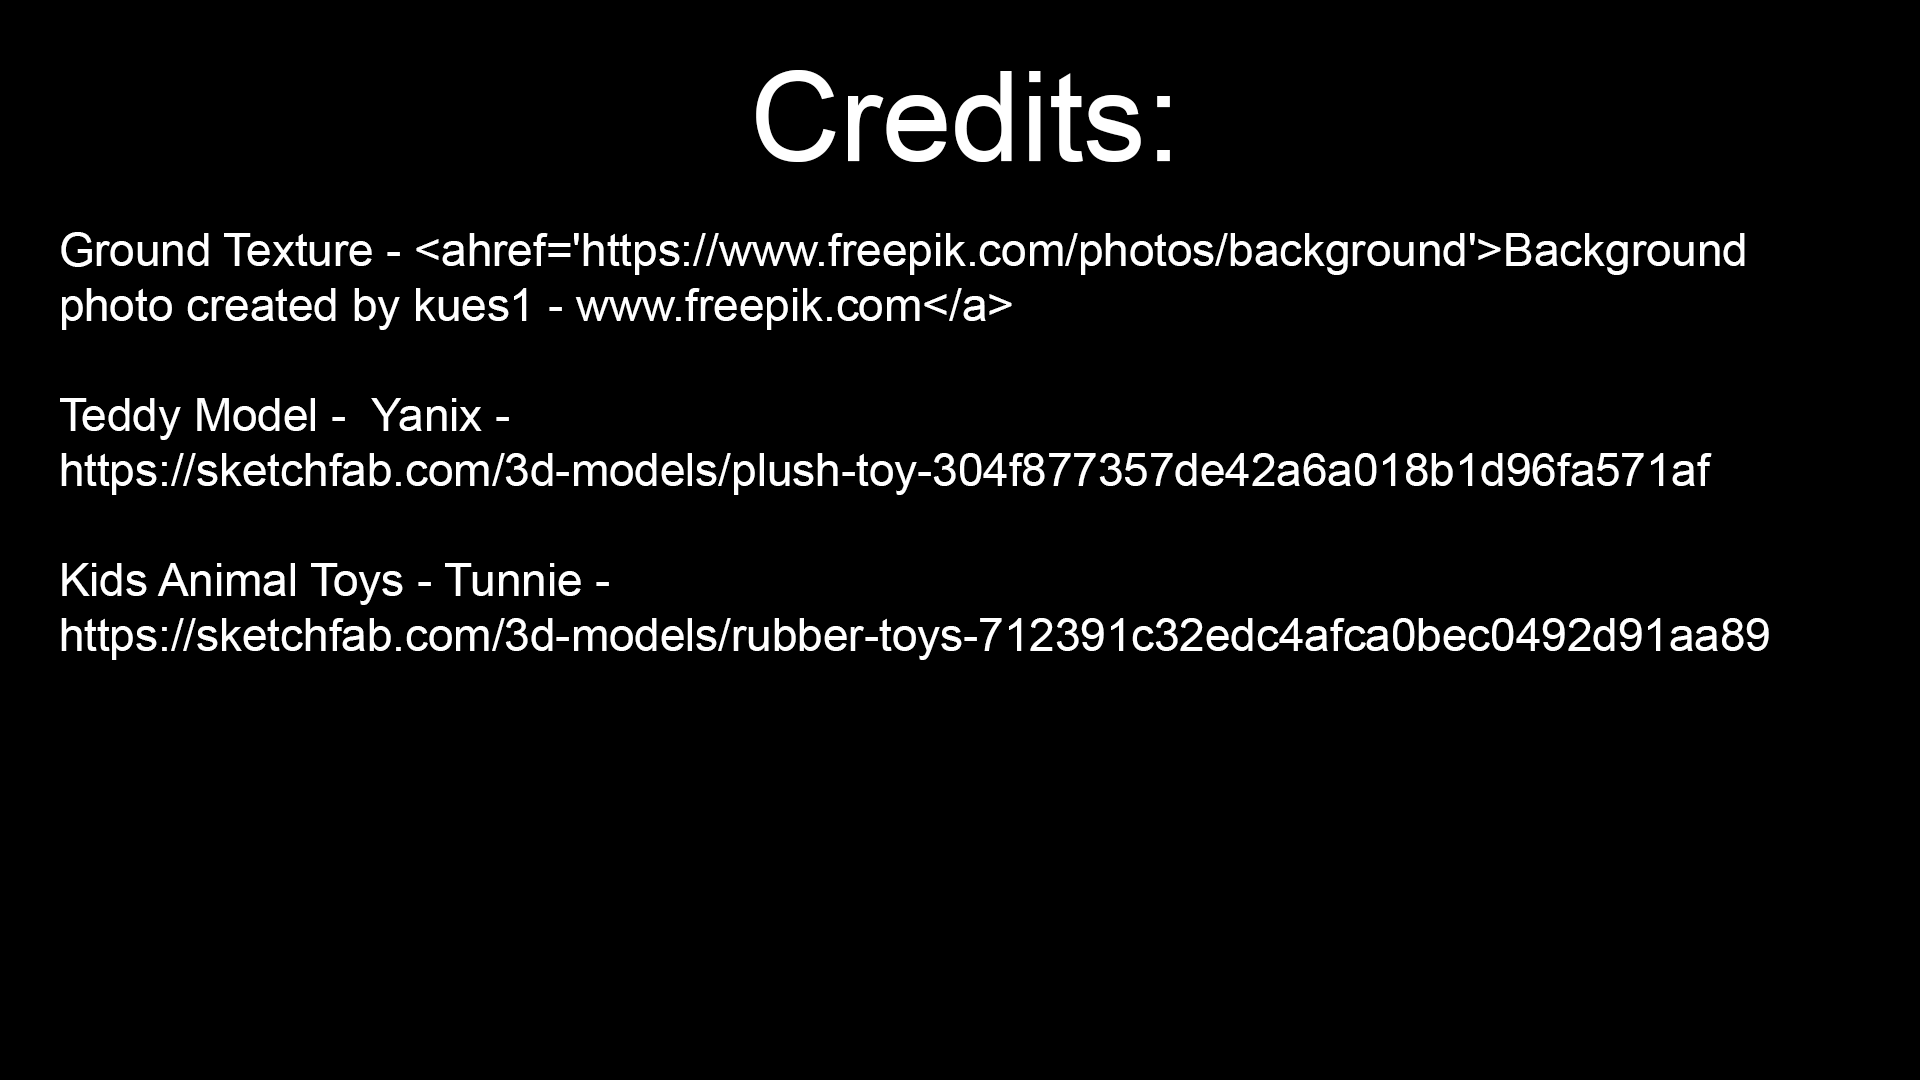 Credits:
Ground Texture - <ahref='https://www.freepik.com/photos/background'>Background
photo created by kues1 - www.freepik.com</a>
Teddy Model -  Yanix -
https://sketchfab.com/3d-models/plush-toy-304f877357de42a6a018b1d96fa571af
Kids Animal Toys - Tunnie -
https://sketchfab.com/3d-models/rubber-toys-712391c32edc4afca0bec0492d91aa89